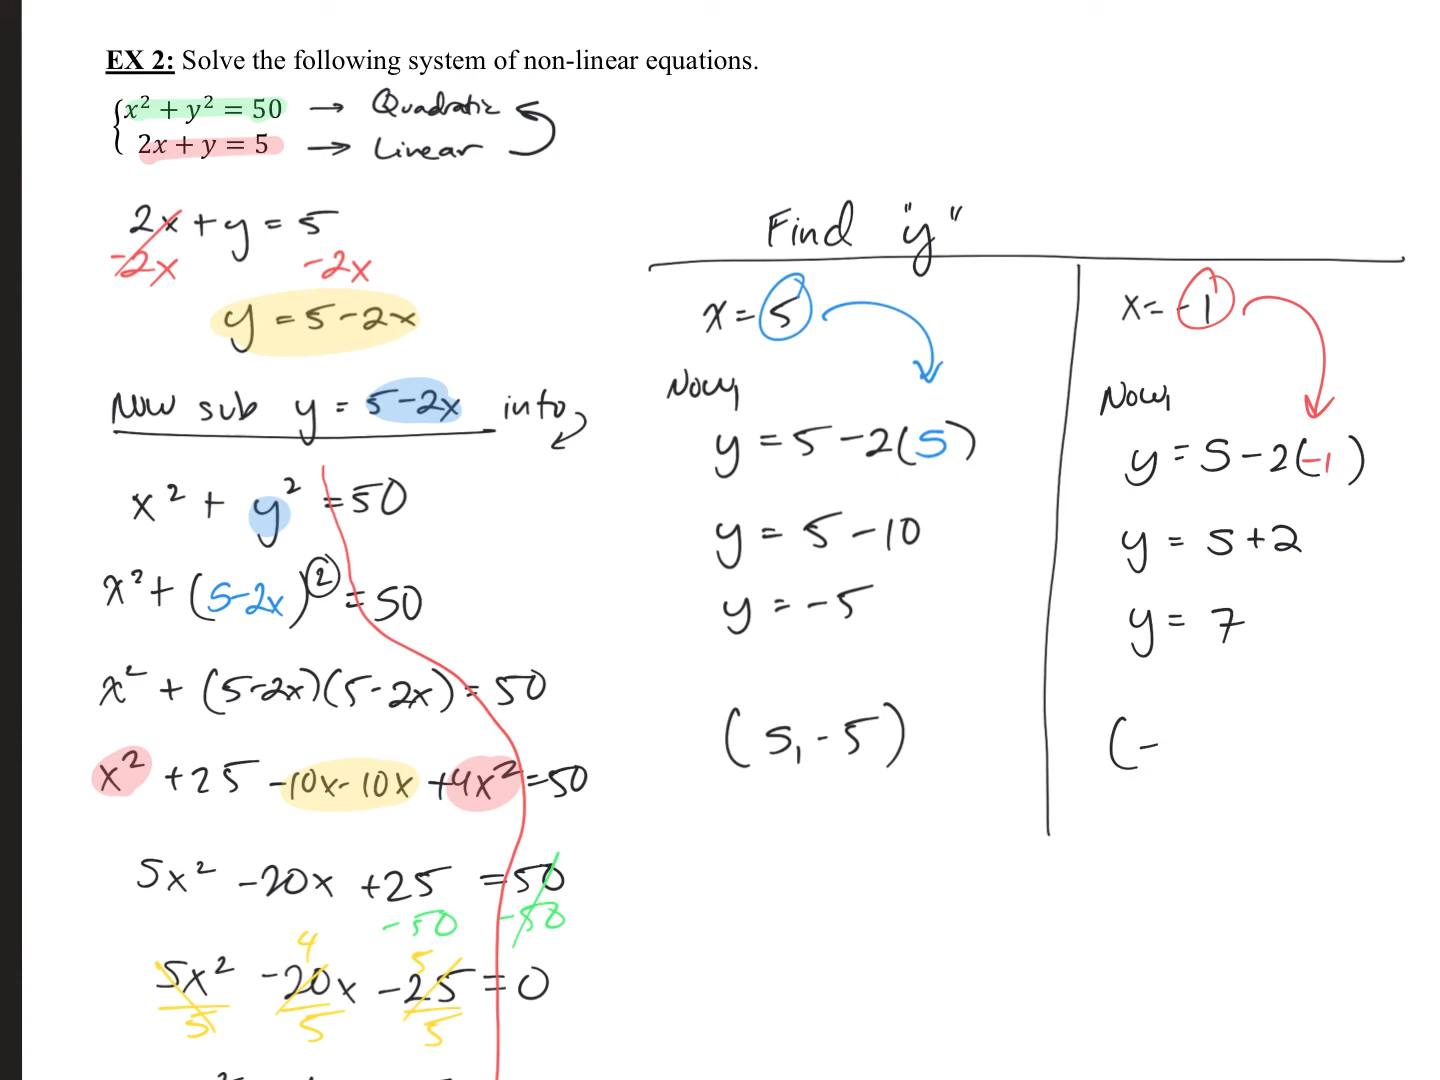 EX 2: Solve the following system of non-linear equations.
x² + y² = 50 → Quadratic
2x + y = 5 → Linear
2x + y = 5
-2x -2x
y = 5-2x
Now sub y = 5-2x into
x² + y² = 50
x² + (5-2x)² = 50
x² + (5-2x)(5-2x) = 50
x² +25 -10x-10x +4x² =50
5x² -20x +25 =50
-50 -50
4 5
5x² -20x -25 = 0
5 5 5
Find "y"
x = 5
Now,
y = 5-2(5)
y = 5-10
y = -5
(5,-5)
x = -1
Now,
y = 5-2(-1)
y = 5+2
y = 7
(-